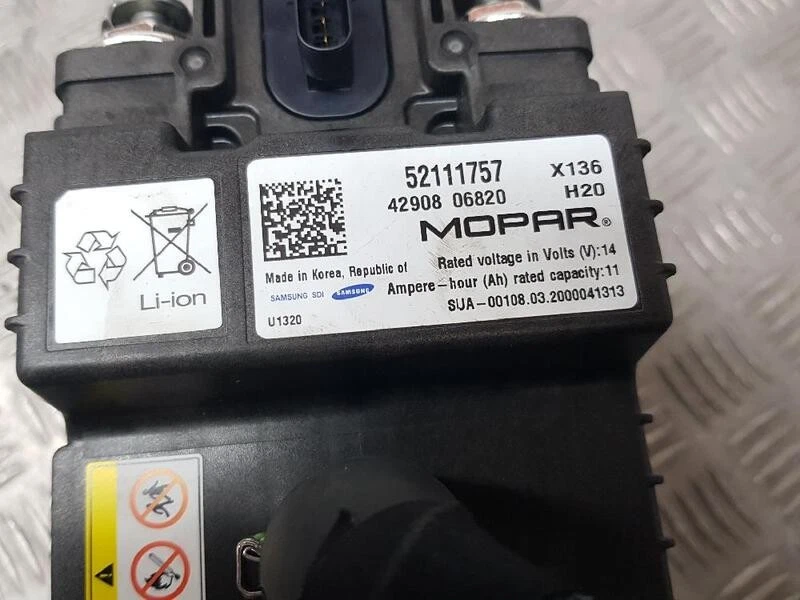 52111757 X136
42908 06820 H20
MOPAR®
Rated voltage in Volts (V):14
Made in Korea, Republic of
Ampere-hour (Ah) rated capacity:11
SAMSUNG SDI SAMSUNG
SUA-00108.03.2000041313
U1320
Li-ion